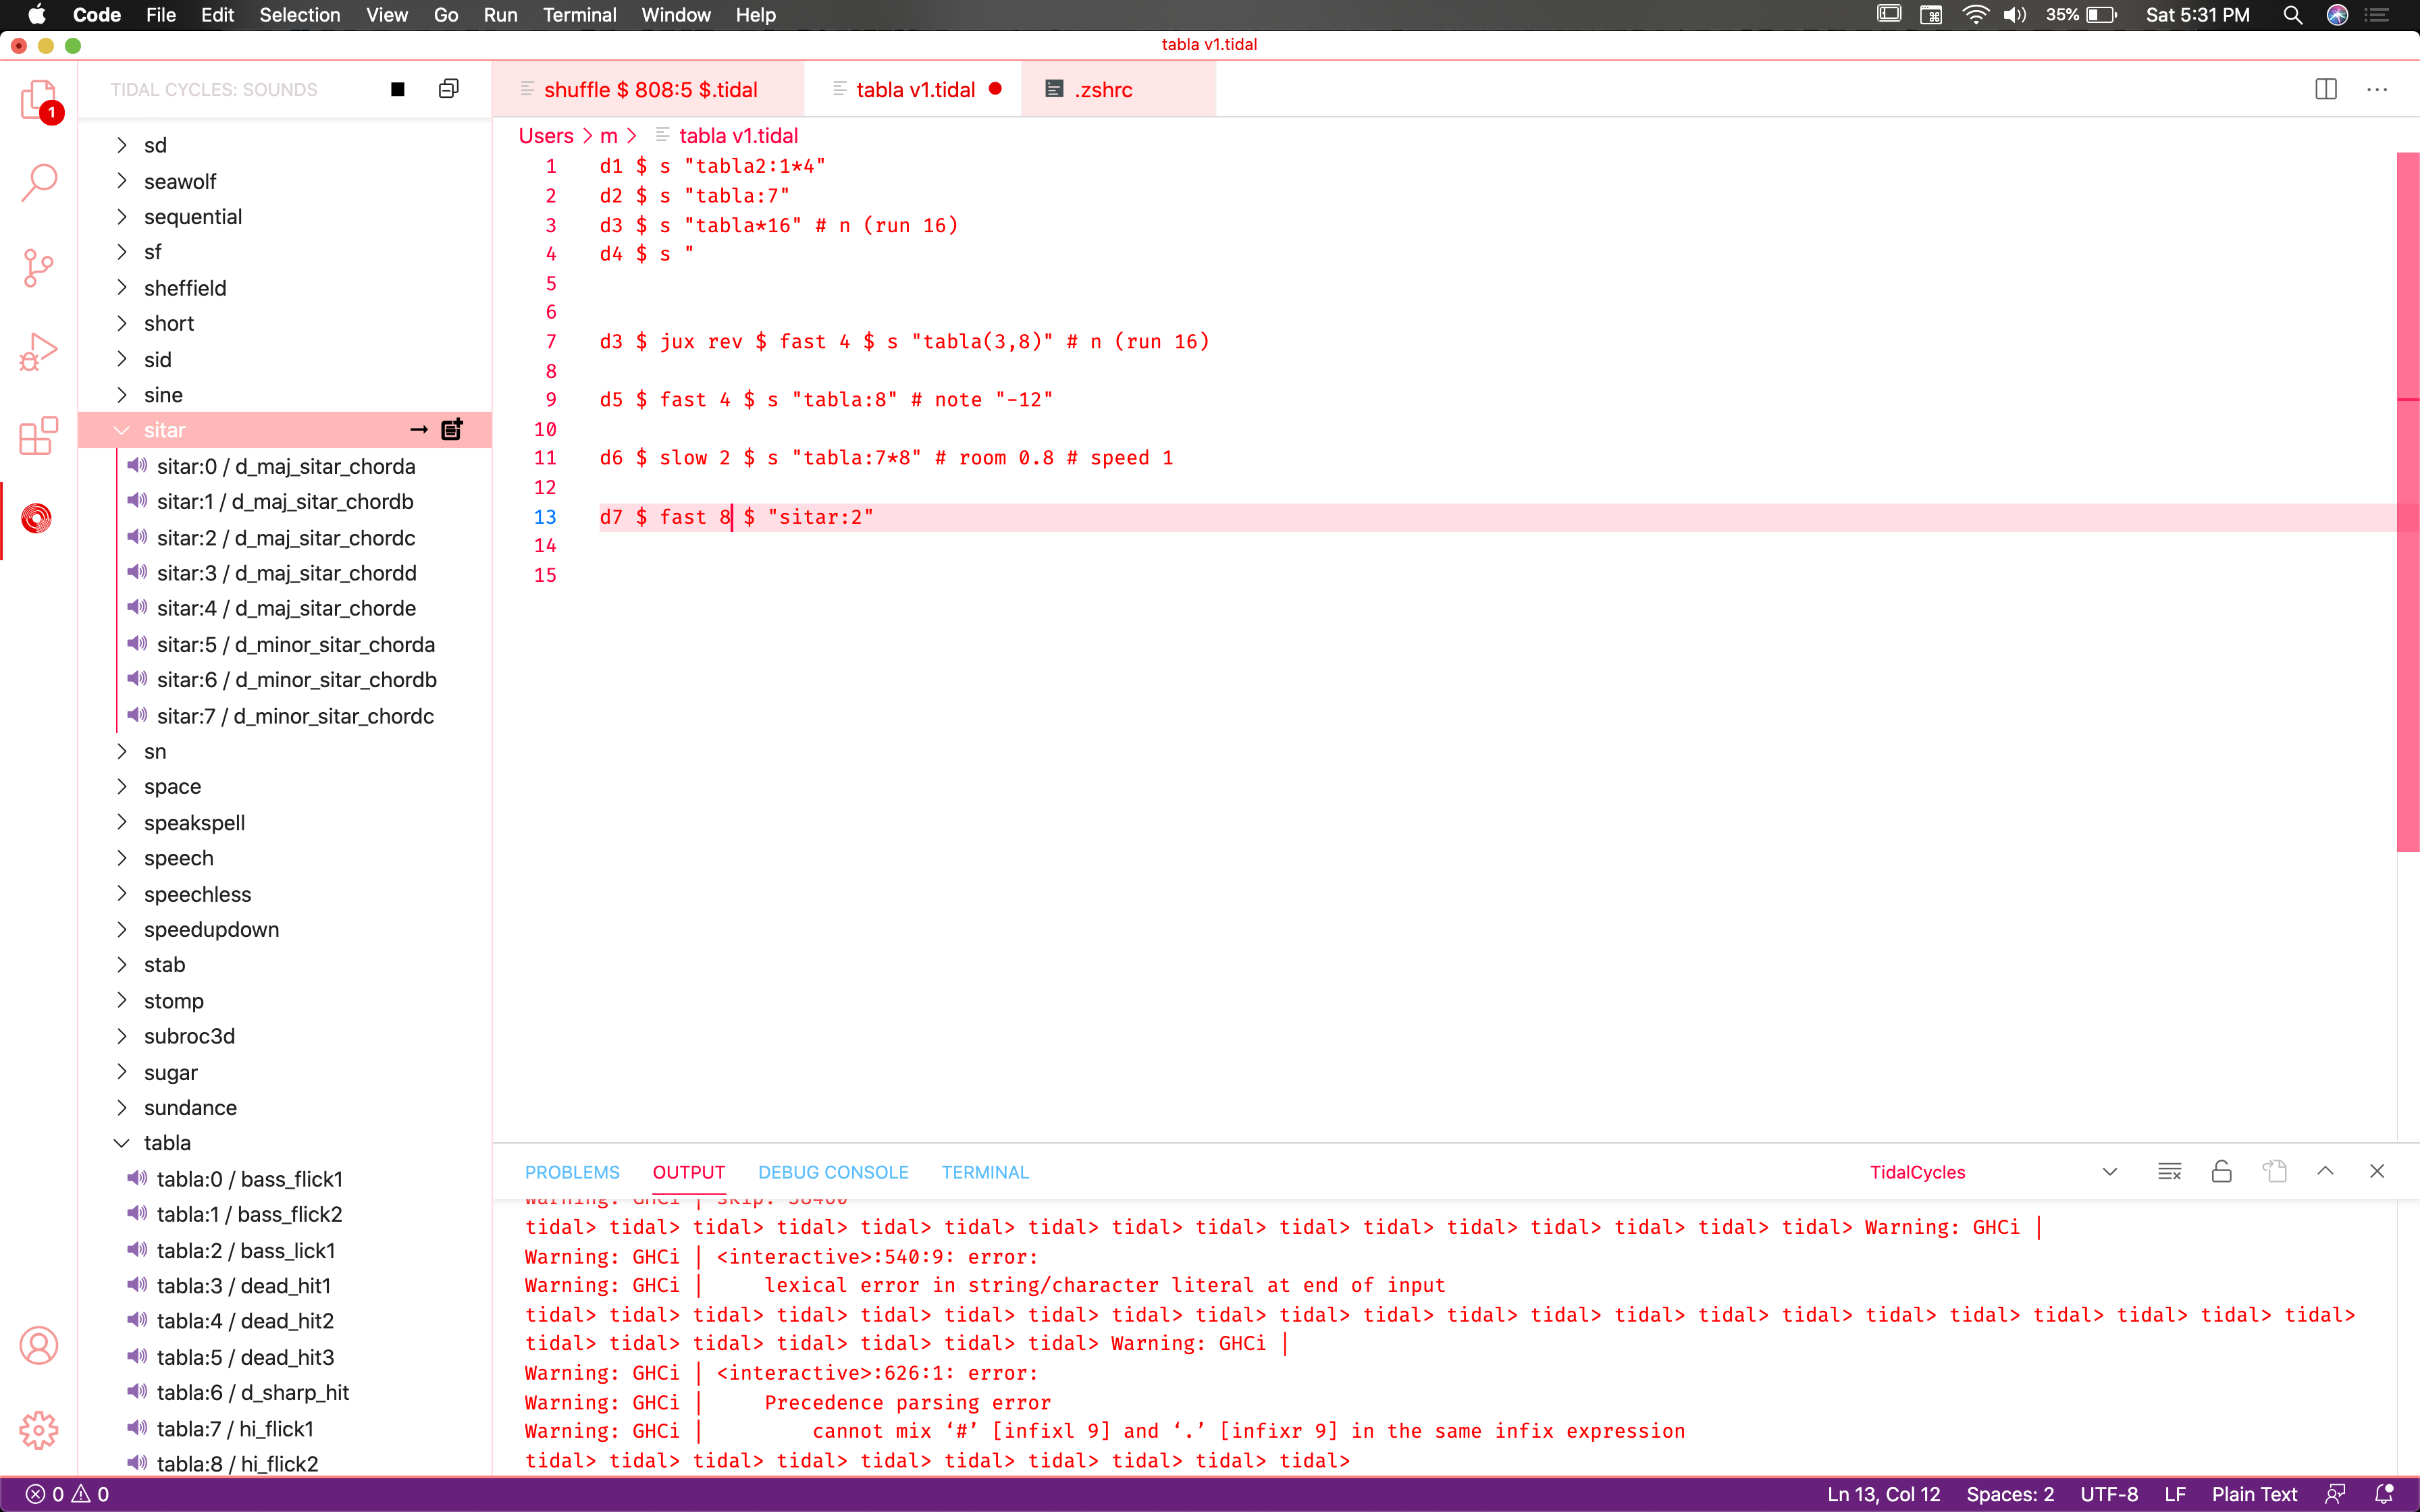 Code File Edit Selection View Go Run Terminal Window Help 35% Sat 5:31 PM
tabla v1.tidal
1
TIDAL CYCLES: SOUNDS
sd
seawolf
sequential
sf
sheffield
short
sid
sine
sitar
sitar:0 / d_maj_sitar_chorda
sitar:1 / d_maj_sitar_chordb
sitar:2 / d_maj_sitar_chordc
sitar:3 / d_maj_sitar_chordd
sitar:4 / d_maj_sitar_chorde
sitar:5 / d_minor_sitar_chorda
sitar:6 / d_minor_sitar_chordb
sitar:7 / d_minor_sitar_chordc
sn
space
speakspell
speech
speechless
speedupdown
stab
stomp
subroc3d
sugar
sundance
tabla
tabla:0 / bass_flick1
tabla:1 / bass_flick2
tabla:2 / bass_lick1
tabla:3 / dead_hit1
tabla:4 / dead_hit2
tabla:5 / dead_hit3
tabla:6 / d_sharp_hit
tabla:7 / hi_flick1
tabla:8 / hi_flick2
shuffle $ 808:5 $.tidal tabla v1.tidal .zshrc
Users > m > tabla v1.tidal
1 d1 $ s "tabla2:1*4"
2 d2 $ s "tabla:7"
3 d3 $ s "tabla*16" # n (run 16)
4 d4 $ s "
5
6
7 d3 $ jux rev $ fast 4 $ s "tabla(3,8)" # n (run 16)
8
9 d5 $ fast 4 $ s "tabla:8" # note "-12"
10
11 d6 $ slow 2 $ s "tabla:7*8" # room 0.8 # speed 1
12
13 d7 $ fast 8 $ "sitar:2"
14
15
PROBLEMS OUTPUT DEBUG CONSOLE TERMINAL TidalCycles
Warning: GHCi | skip: 38400
tidal> tidal> tidal> tidal> tidal> tidal> tidal> tidal> tidal> tidal> tidal> tidal> tidal> tidal> tidal> tidal> Warning: GHCi |
Warning: GHCi | <interactive>:540:9: error:
Warning: GHCi | lexical error in string/character literal at end of input
tidal> tidal> tidal> tidal> tidal> tidal> tidal> tidal> tidal> tidal> tidal> tidal> tidal> tidal> tidal> tidal> tidal> tidal> tidal> tidal> tidal> tidal>
tidal> tidal> tidal> tidal> tidal> tidal> tidal> Warning: GHCi |
Warning: GHCi | <interactive>:626:1: error:
Warning: GHCi | Precedence parsing error
Warning: GHCi | cannot mix ‘#’ [infixl 9] and ‘.’ [infixr 9] in the same infix expression
tidal> tidal> tidal> tidal> tidal> tidal> tidal> tidal> tidal> tidal>
0 0 Ln 13, Col 12 Spaces: 2 UTF-8 LF Plain Text